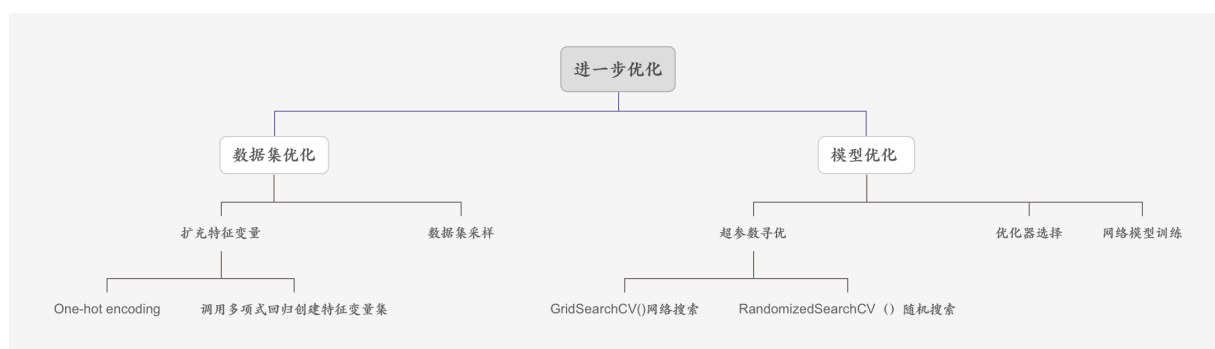 进一步优化
数据集优化
模型优化
扩充特征变量
数据集采样
超参数寻优
优化器选择
网络模型训练
One-hot encoding
调用多项式回归创建特征变量集
GridSearchCV()网络搜索
RandomizedSearchCV（）随机搜索